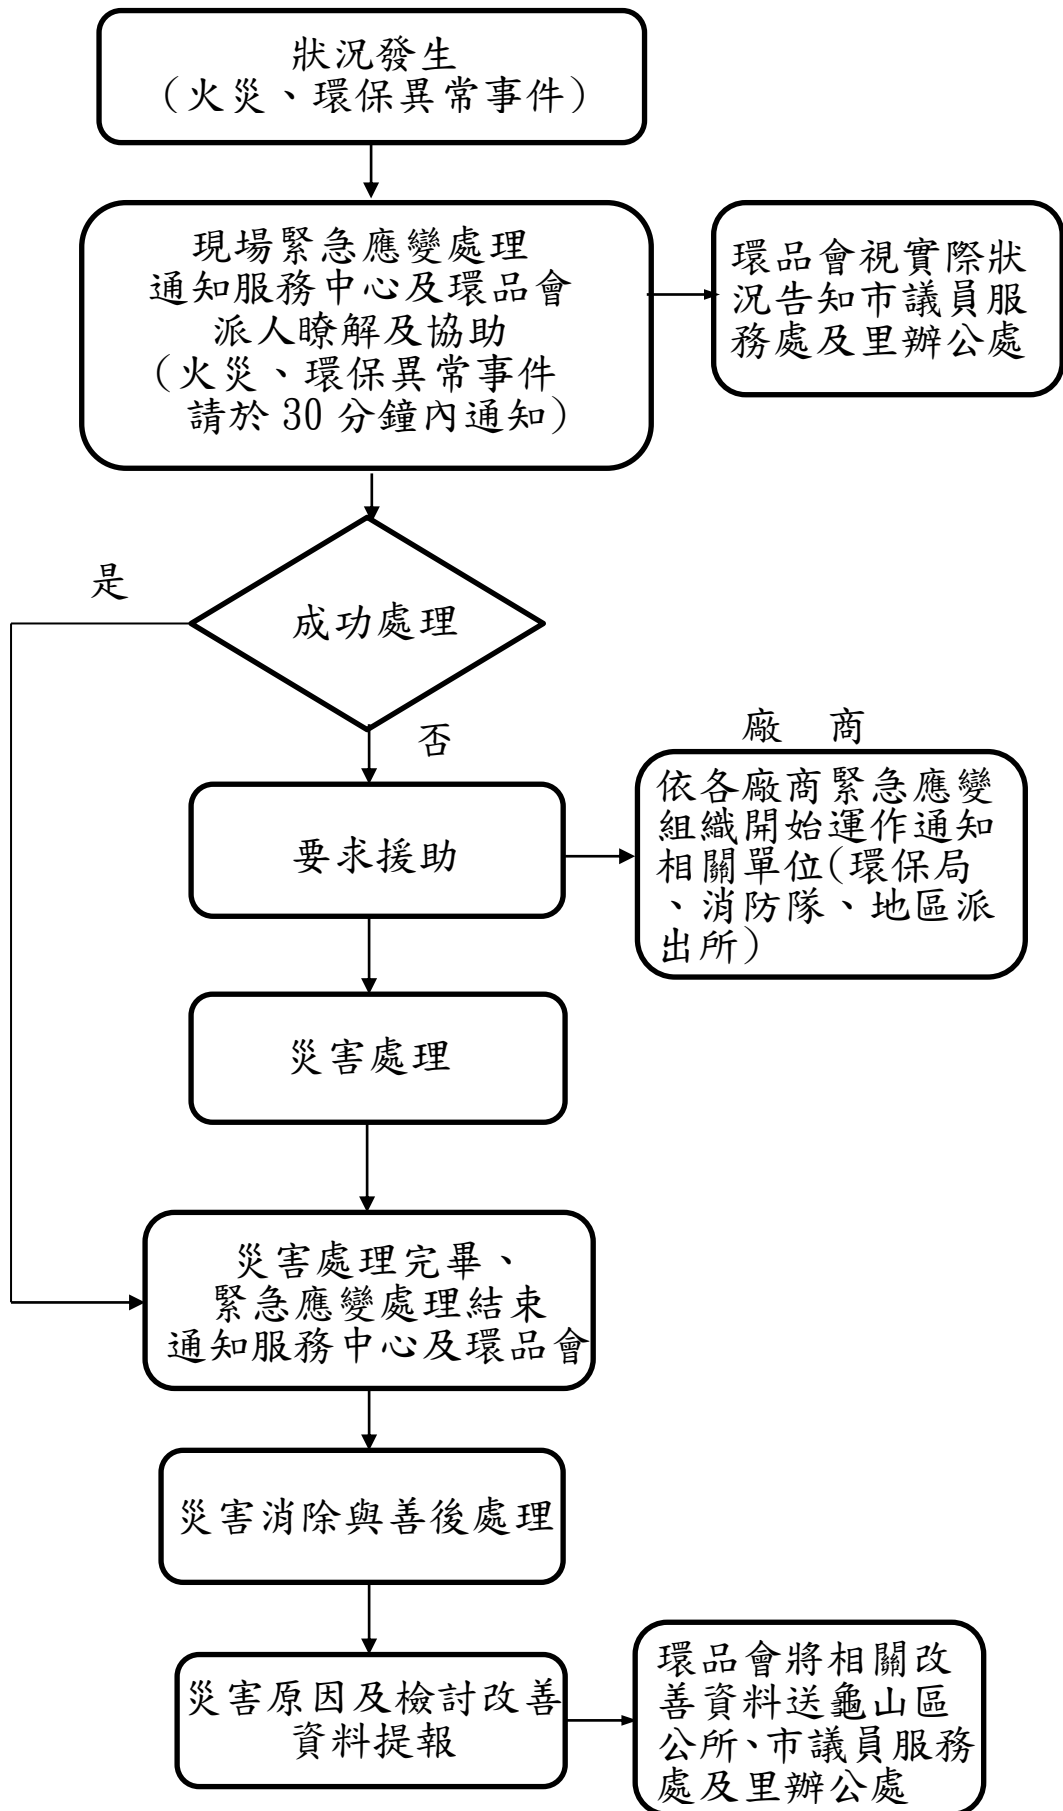 狀況發生
(火災、環保異常事件)
現場緊急應變處理
通知服務中心及環品會
派人瞭解及協助
(火災、環保異常事件
請於 30 分鐘內通知)
環品會視實際狀
況告知市議員服
務處及里辦公處
是
成功處理
否
廠 商
要求援助
依各廠商緊急應變
組織開始運作通知
相關單位(環保局
、消防隊、地區派
出所)
災害處理
災害處理完畢、
緊急應變處理結束
通知服務中心及環品會
災害消除與善後處理
災害原因及檢討改善
資料提報
環品會將相關改
善資料送龜山區
公所、市議員服務
處及里辦公處